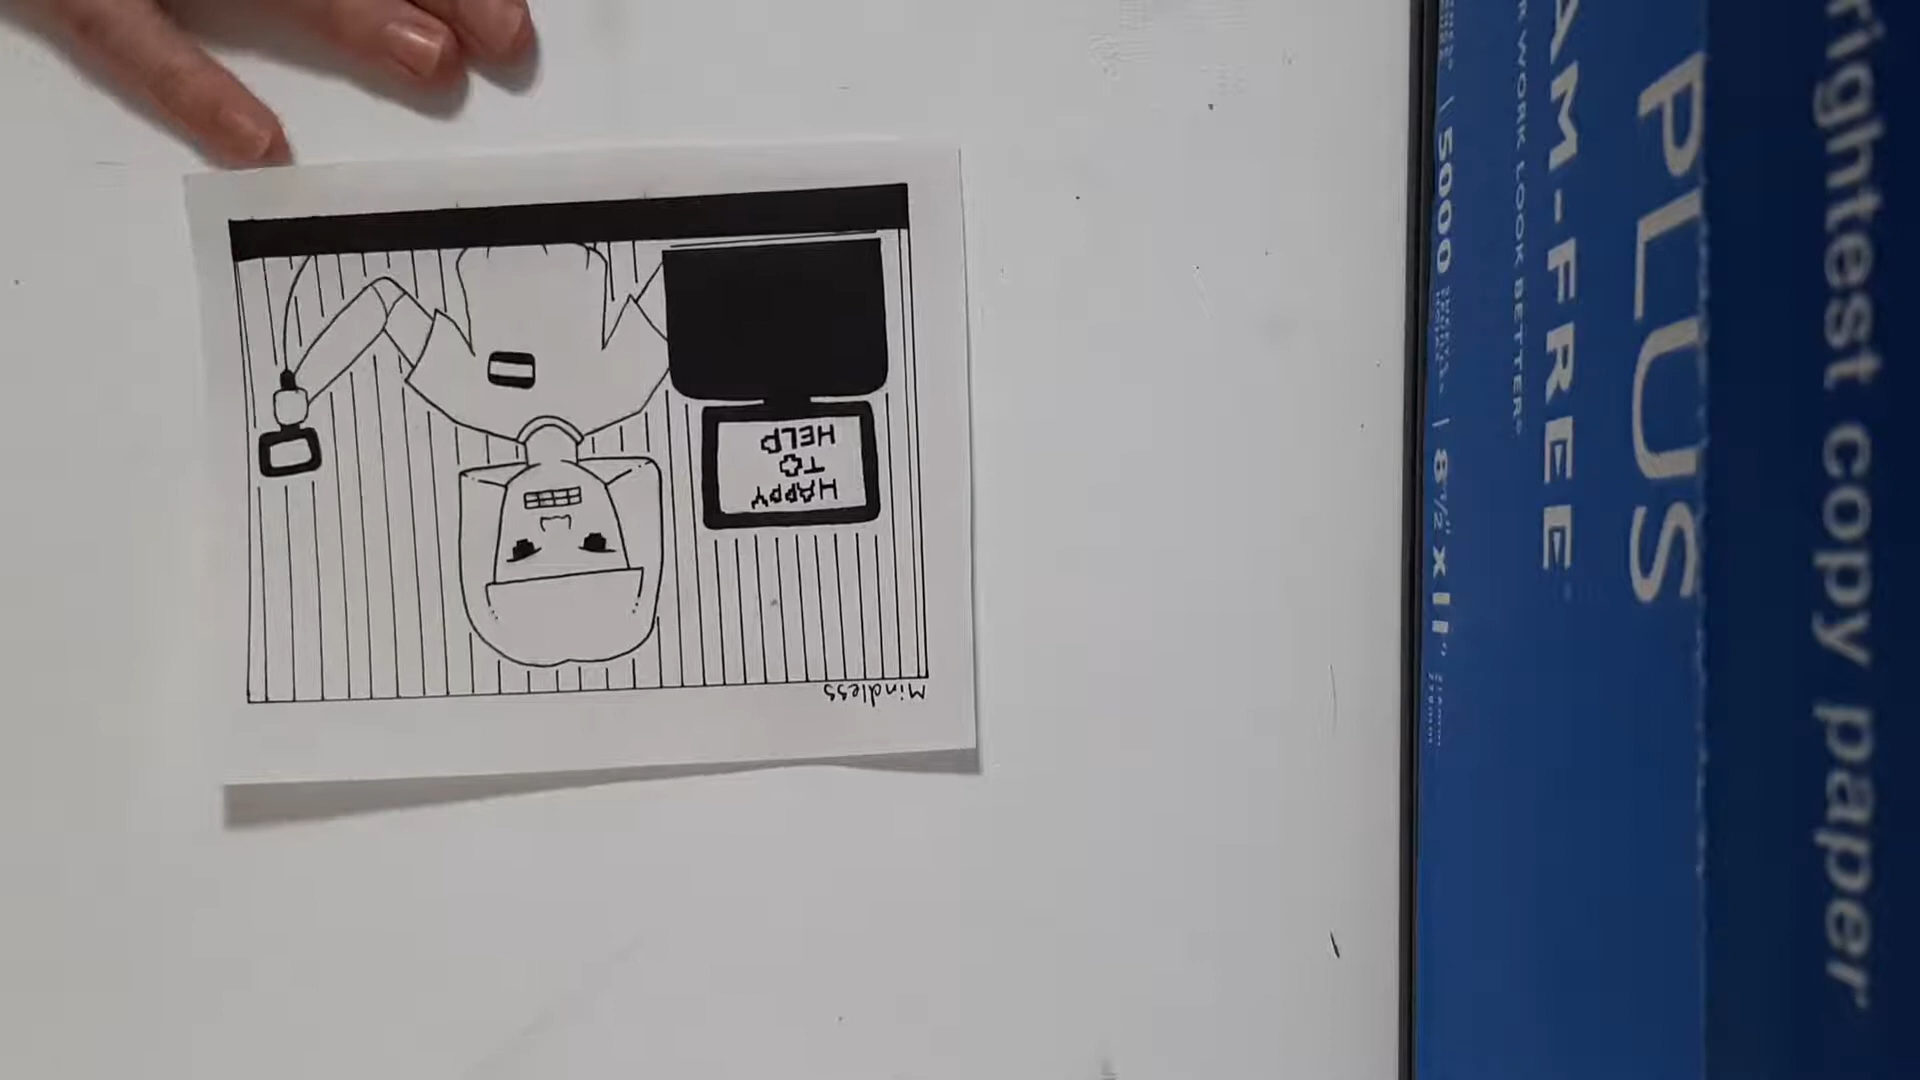 Mindless
HAPPY
TO
HELP
rightest copy paper
PLUS
AM-FREE
R WORK LOOK BETTER
5000
8½" x 11"